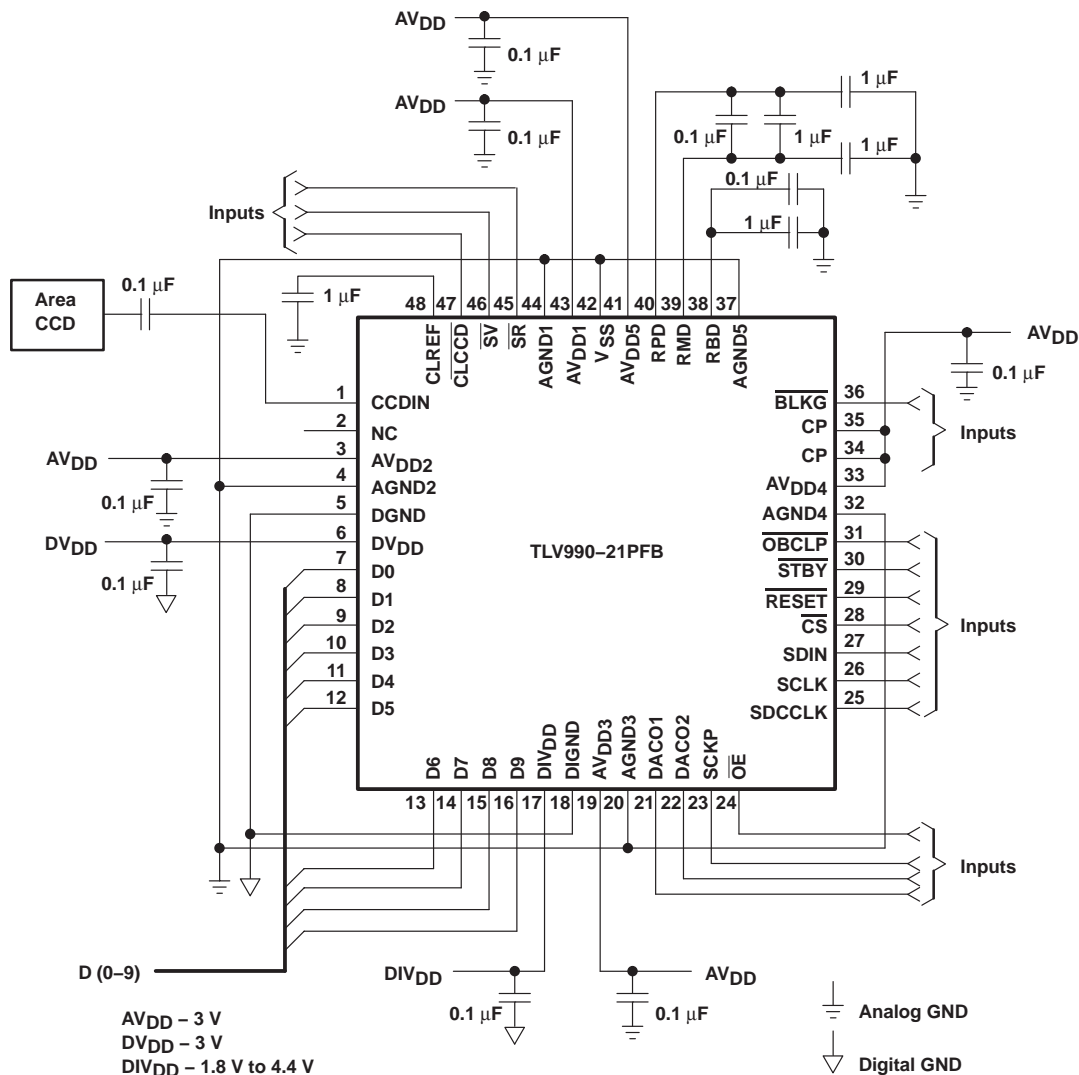 AVDD
0.1 μF
AVDD
0.1 μF
1 μF
0.1 μF
1 μF
1 μF
0.1 μF
1 μF
Inputs
Area
CCD
0.1 μF
1 μF
48 47 46 45 44 43 42 41 40 39 38 37
CLREF
CLCCD
SV
SR
AGND1
AVDD1
VSS
AVDD5
RPD
RMD
RBD
AGND5
AVDD
0.1 μF
1 CCDIN
2 NC
3 AVDD2
4 AGND2
5 DGND
6 DVDD
7 D0
8 D1
9 D2
10 D3
11 D4
12 D5
AVDD
0.1 μF
DVDD
0.1 μF
TLV990–21PFB
BLKG 36
CP 35
CP 34
AVDD4 33
AGND4 32
OBCLP 31
STBY 30
RESET 29
CS 28
SDIN 27
SCLK 26
SDCCLK 25
Inputs
Inputs
D6
D7
D8
D9
DIVDD
DIGND
AVDD3
AGND3
DACO1
DACO2
SCKP
OE
13 14 15 16 17 18 19 20 21 22 23 24
Inputs
D (0–9)
DIVDD
0.1 μF
AVDD
0.1 μF
AVDD – 3 V
DVDD – 3 V
DIVDD – 1.8 V to 4.4 V
Analog GND
Digital GND